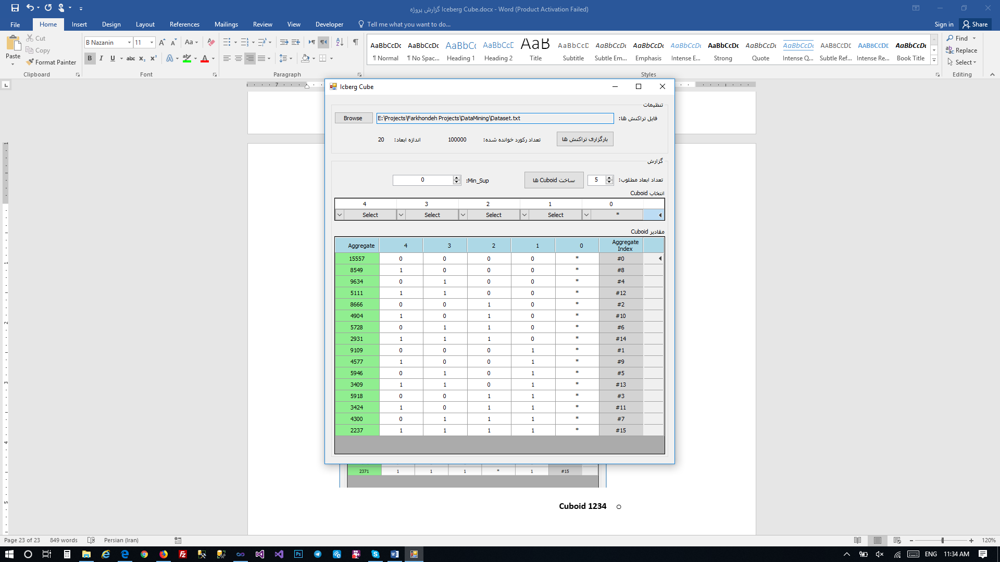 گزارش پروژه Iceberg Cube.docx - Word (Product Activation Failed)
File Home Insert Design Layout References Mailings Review View Developer Tell me what you want to do... Sign in Share
Paste Cut Copy Format Painter
B Nazanin 11 Aa
B I U abc x₂ x² A ab A
AaBbCcDc AaBbCcDc AaBbCc AaBbCcD AaB AaBbCcD AaBbCcDc AaBbCcDc AaBbCcDc AaBbCcDc AaBbCcDc AaBbCcDc AABBCCDC AABBCCDC AaBbCcDc
¶ Normal ¶ No Spac... Heading 1 Heading 2 Title Subtitle Subtle Em... Emphasis Intense E... Strong Quote Intense Q... Subtle Ref... Intense Re... Book Title
Find Replace Select
Clipboard Font Paragraph Styles Editing
Icberg Cube
تنظیمات
فایل تراکنش ها: E:\Projects\Farkhondeh Projects\DataMining\Dataset.txt Browse
بارگزاری تراکنش ها تعداد رکورد خوانده شده: 100000 اندازه ابعاد: 20
گزارش
تعداد ابعاد مطلوب: 5 ساخت Cuboid ها Min_Sup: 0
انتخاب Cuboid
4 3 2 1 0
Select Select Select Select *
مقادیر Cuboid
Aggregate 4 3 2 1 0 Aggregate Index
15557 0 0 0 0 * #0
8549 1 0 0 0 * #8
9634 0 1 0 0 * #4
5111 1 1 0 0 * #12
8666 0 0 1 0 * #2
4904 1 0 1 0 * #10
5728 0 1 1 0 * #6
2931 1 1 1 0 * #14
9109 0 0 0 1 * #1
4577 1 0 0 1 * #9
5946 0 1 0 1 * #5
3409 1 1 0 1 * #13
5918 0 0 1 1 * #3
3424 1 0 1 1 * #11
4300 0 1 1 1 * #7
2237 1 1 1 1 * #15
2371 1 1 1 * 1 #15
Cuboid 1234
Page 23 of 23 849 words Persian (Iran) 120%
ENG 11:34 AM